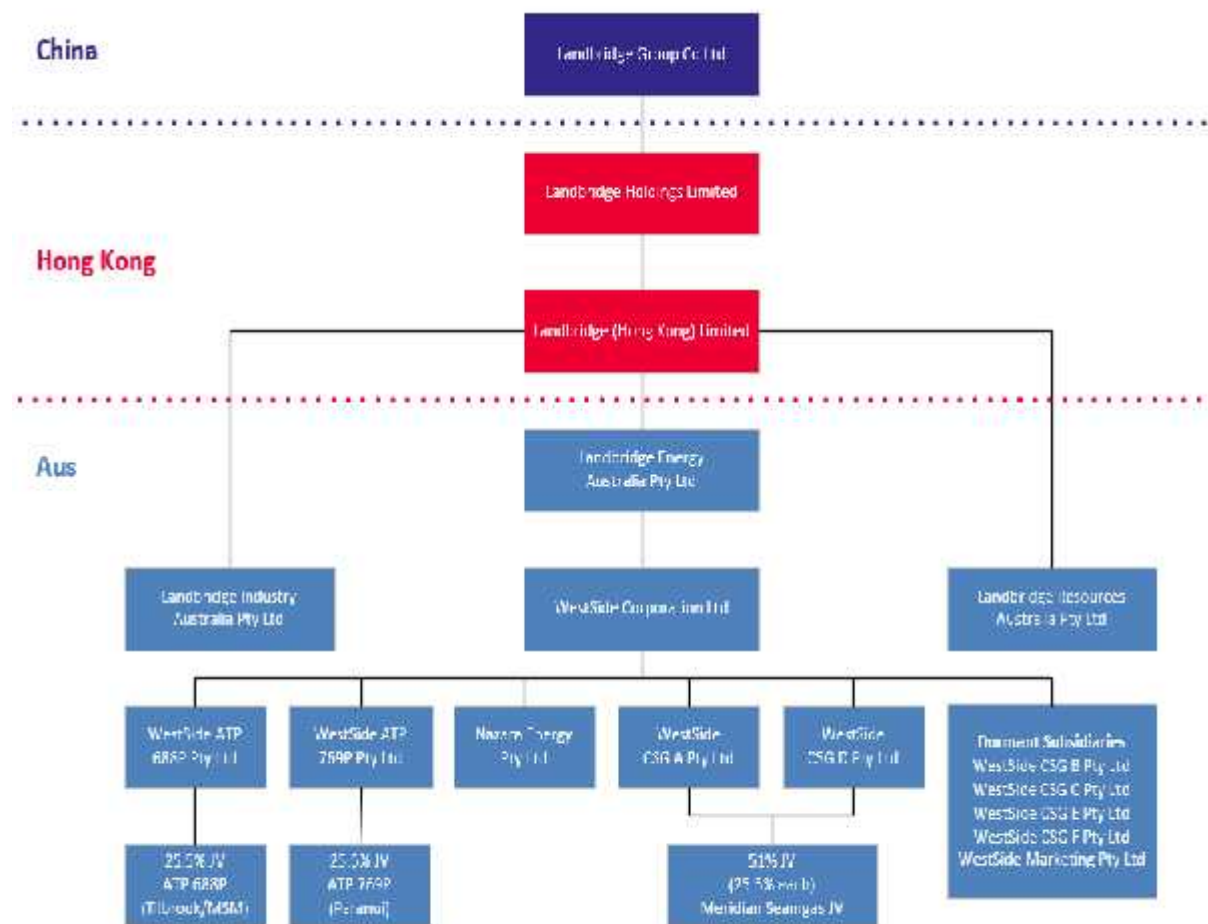 China
Landbridge Group Co Ltd
Landbridge Holdings Limited
Hong Kong
Landbridge (Hong Kong) Limited
Aus
Landbridge Energy
Australia Pty Ltd
Landbridge Industry
Australia Pty Ltd
WestSide Corporation Ltd
Landbridge Resources
Australia Pty Ltd
WestSide ATP
688P Pty Ltd
WestSide ATP
769P Pty Ltd
Energy
Pty Ltd
WestSide
CSG A Pty Ltd
WestSide
CSG D Pty Ltd
Dormant Subsidiaries
WestSide CSG B Pty Ltd
WestSide CSG C Pty Ltd
WestSide CSG E Pty Ltd
WestSide CSG F Pty Ltd
WestSide Marketing Pty Ltd
25.5% JV
ATP 688P
(Tilbrook/MSM)
25.5% JV
ATP 769P
(Paranui)
51% JV
(25.5% each)
Meridian Seamgas JV